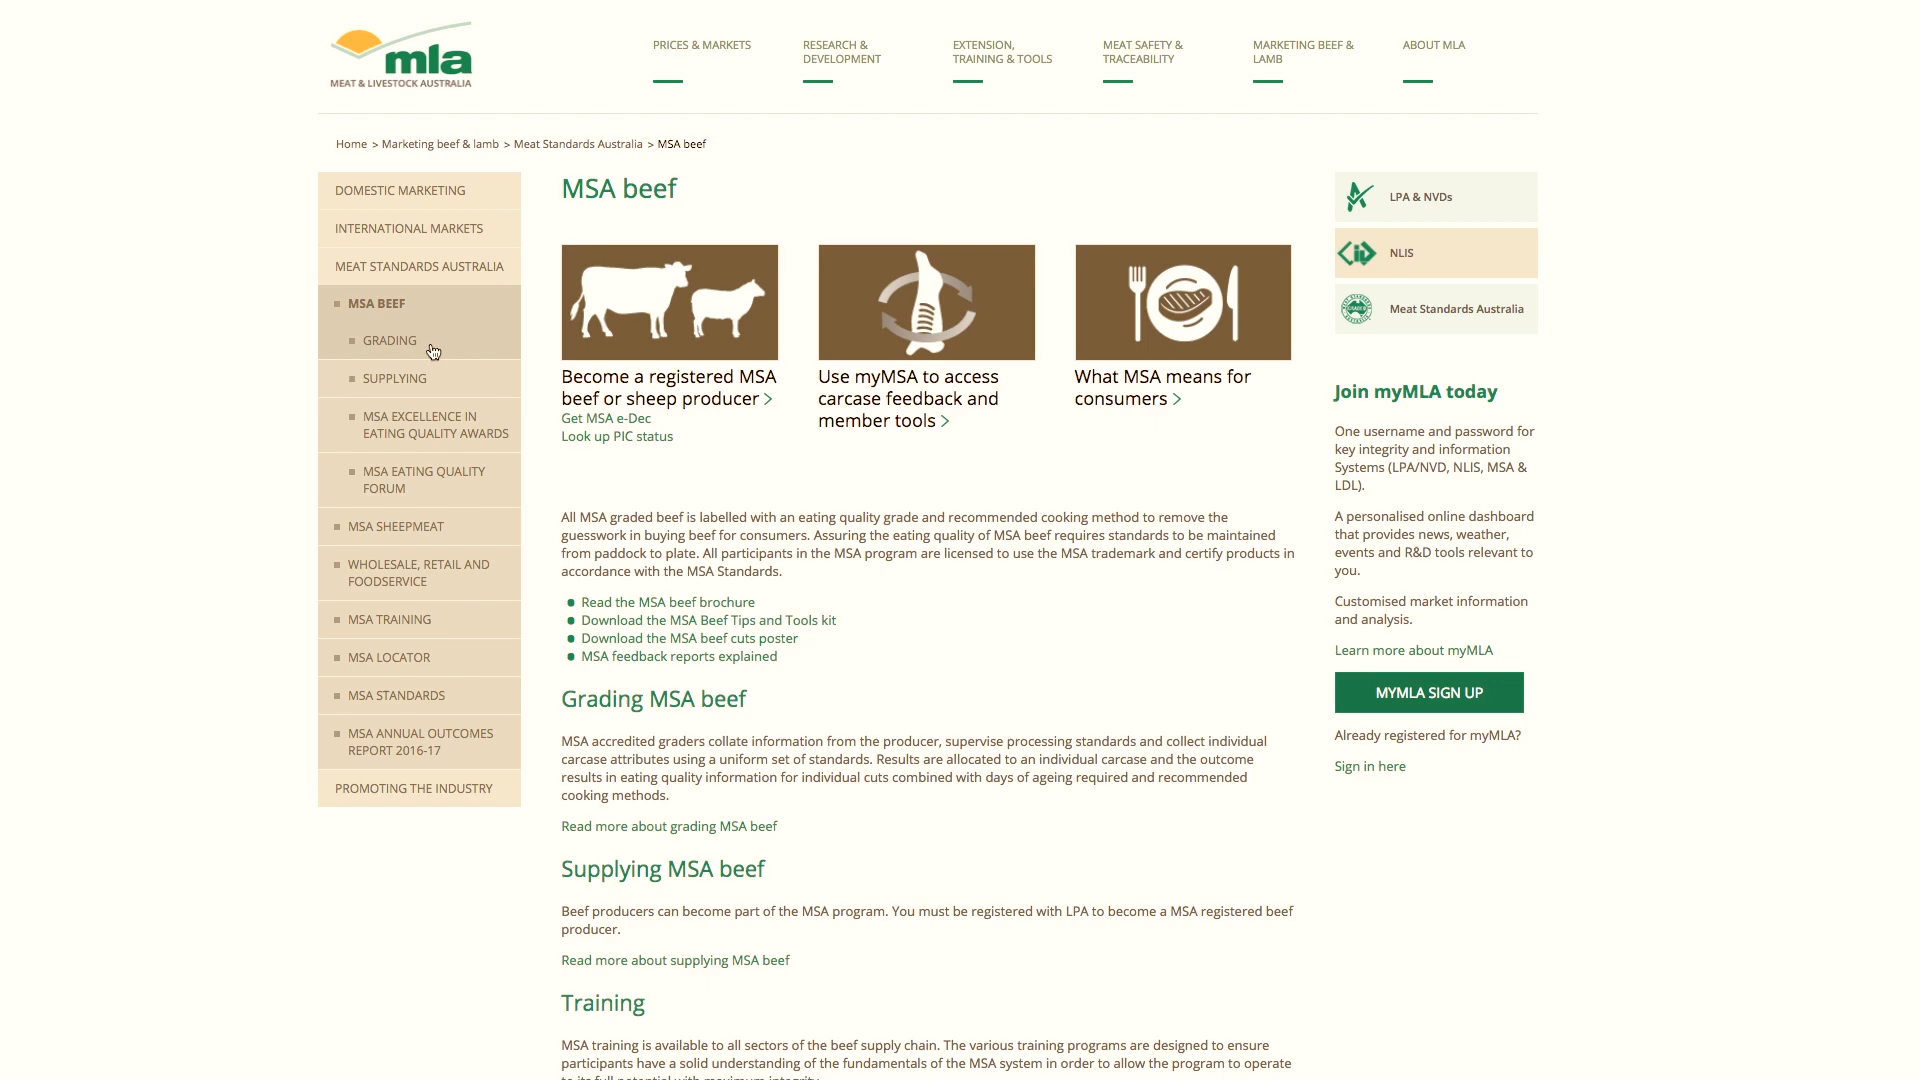 mla
MEAT & LIVESTOCK AUSTRALIA
PRICES & MARKETS
RESEARCH &
DEVELOPMENT
EXTENSION,
TRAINING & TOOLS
MEAT SAFETY &
TRACEABILITY
MARKETING BEEF &
LAMB
ABOUT MLA
Home > Marketing beef & lamb > Meat Standards Australia > MSA beef
DOMESTIC MARKETING
INTERNATIONAL MARKETS
MEAT STANDARDS AUSTRALIA
MSA BEEF
GRADING
SUPPLYING
MSA EXCELLENCE IN
EATING QUALITY AWARDS
MSA EATING QUALITY
FORUM
MSA SHEEPMEAT
WHOLESALE, RETAIL AND
FOODSERVICE
MSA TRAINING
MSA LOCATOR
MSA STANDARDS
MSA ANNUAL OUTCOMES
REPORT 2016-17
PROMOTING THE INDUSTRY
MSA beef
Become a registered MSA
beef or sheep producer >
Get MSA e-Dec
Look up PIC status
Use myMSA to access
carcase feedback and
member tools >
What MSA means for
consumers >
All MSA graded beef is labelled with an eating quality grade and recommended cooking method to remove the
guesswork in buying beef for consumers. Assuring the eating quality of MSA beef requires standards to be maintained
from paddock to plate. All participants in the MSA program are licensed to use the MSA trademark and certify products in
accordance with the MSA Standards.
Read the MSA beef brochure
Download the MSA Beef Tips and Tools kit
Download the MSA beef cuts poster
MSA feedback reports explained
Grading MSA beef
MSA accredited graders collate information from the producer, supervise processing standards and collect individual
carcase attributes using a uniform set of standards. Results are allocated to an individual carcase and the outcome
results in eating quality information for individual cuts combined with days of ageing required and recommended
cooking methods.
Read more about grading MSA beef
Supplying MSA beef
Beef producers can become part of the MSA program. You must be registered with LPA to become a MSA registered beef
producer.
Read more about supplying MSA beef
Training
MSA training is available to all sectors of the beef supply chain. The various training programs are designed to ensure
participants have a solid understanding of the fundamentals of the MSA system in order to allow the program to operate
to its full potential with maximum integrity.
LPA & NVDs
NLIS
Meat Standards Australia
Join myMLA today
One username and password for
key integrity and information
Systems (LPA/NVD, NLIS, MSA &
LDL).
A personalised online dashboard
that provides news, weather,
events and R&D tools relevant to
you.
Customised market information
and analysis.
Learn more about myMLA
MYMLA SIGN UP
Already registered for myMLA?
Sign in here